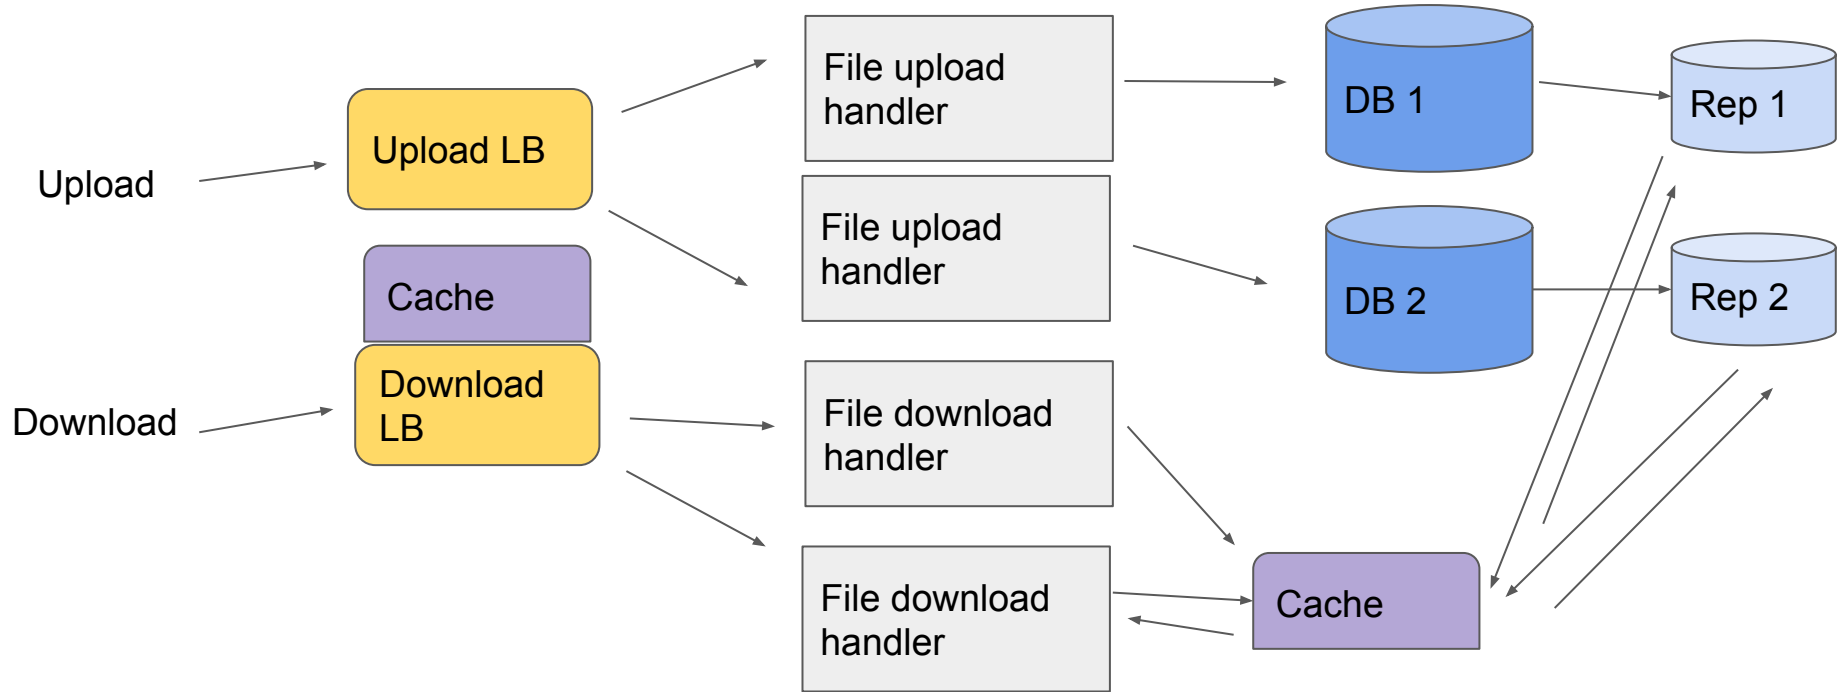 Upload
Upload LB
File upload
handler
DB 1
Rep 1
File upload
handler
DB 2
Rep 2
Cache
Download
Download
LB
File download
handler
File download
handler
Cache